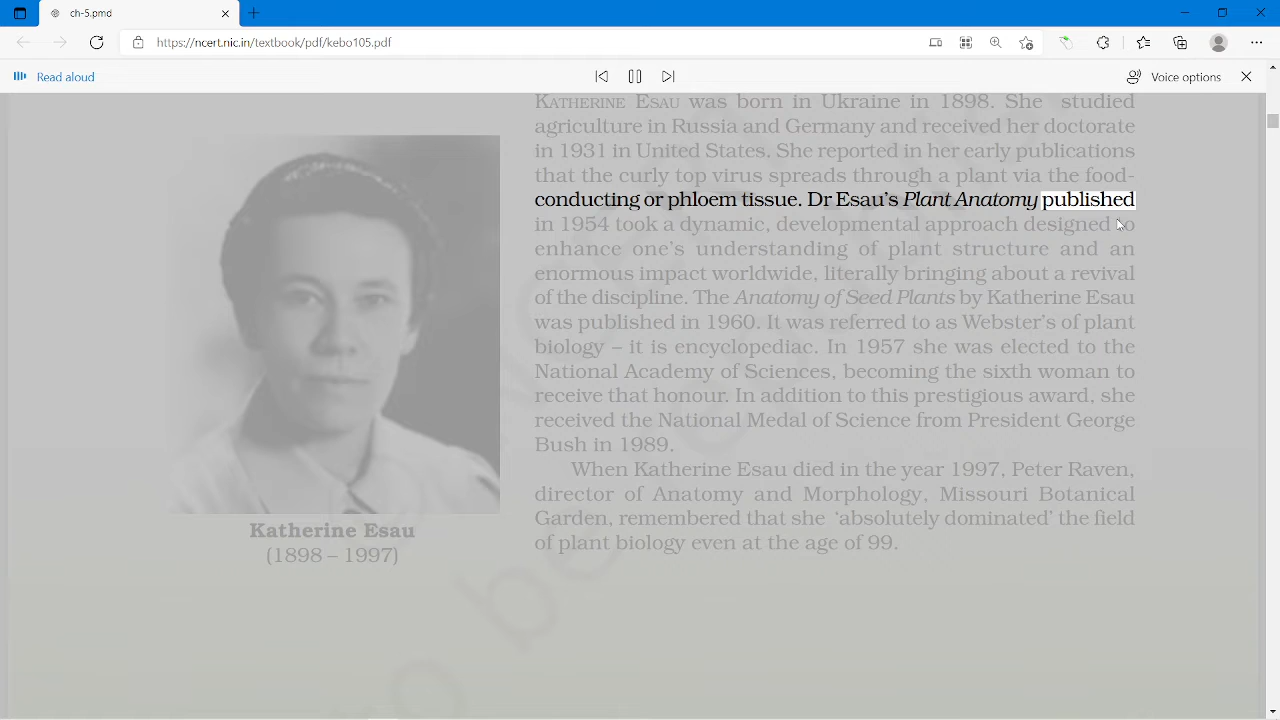 ch-5.pmd
https://ncert.nic.in/textbook/pdf/kebo105.pdf
Read aloud
Voice options
KATHERINE ESAU was born in Ukraine in 1898. She studied
agriculture in Russia and Germany and received her doctorate
in 1931 in United States. She reported in her early publications
that the curly top virus spreads through a plant via the food-
conducting or phloem tissue. Dr Esau's Plant Anatomy published
in 1954 took a dynamic, developmental approach designed to
enhance one's understanding of plant structure and an
enormous impact worldwide, literally bringing about a revival
of the discipline. The Anatomy of Seed Plants by Katherine Esau
was published in 1960. It was referred to as Webster's of plant
biology – it is encyclopediac. In 1957 she was elected to the
National Academy of Sciences, becoming the sixth woman to
receive that honour. In addition to this prestigious award, she
received the National Medal of Science from President George
Bush in 1989.
When Katherine Esau died in the year 1997, Peter Raven,
director of Anatomy and Morphology, Missouri Botanical
Garden, remembered that she 'absolutely dominated' the field
of plant biology even at the age of 99.
Katherine Esau
(1898 – 1997)